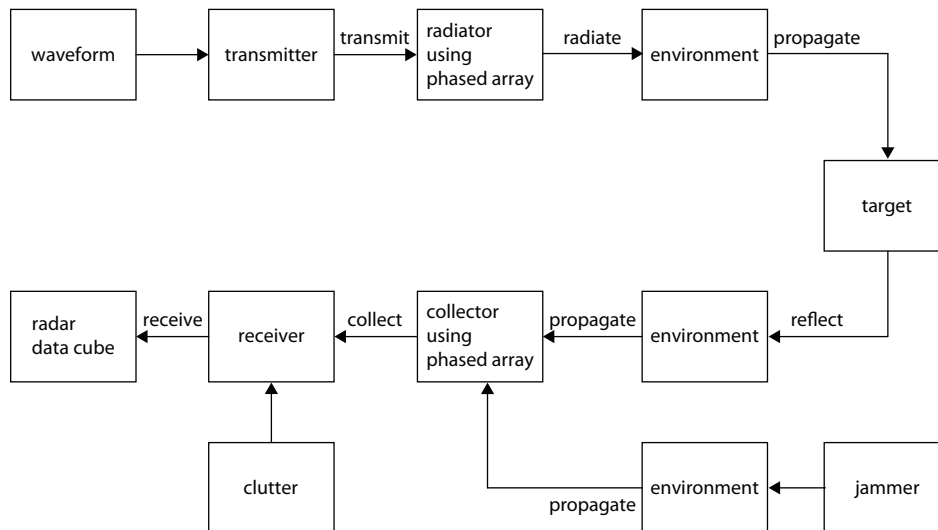 waveform
transmitter
transmit
radiator
using
phased array
radiate
environment
propagate
target
radar
data cube
receive
receiver
collect
collector
using
phased array
propagate
environment
reflect
clutter
propagate
environment
jammer